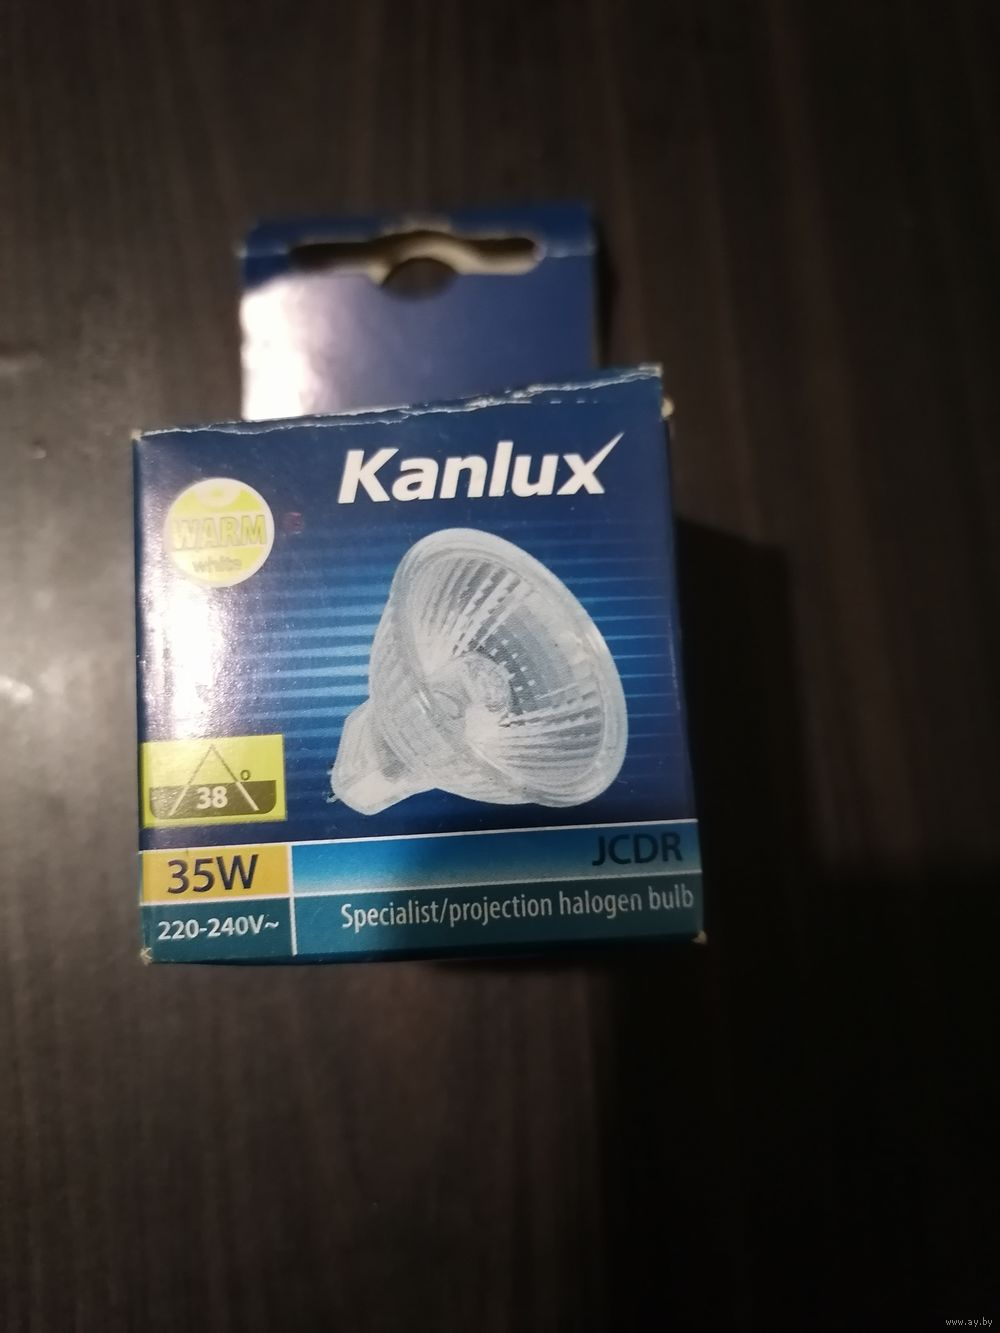 Kanlux
WARM
white
38°
35W
JCDR
220-240V~
Specialist/projection halogen bulb
www.ay.by